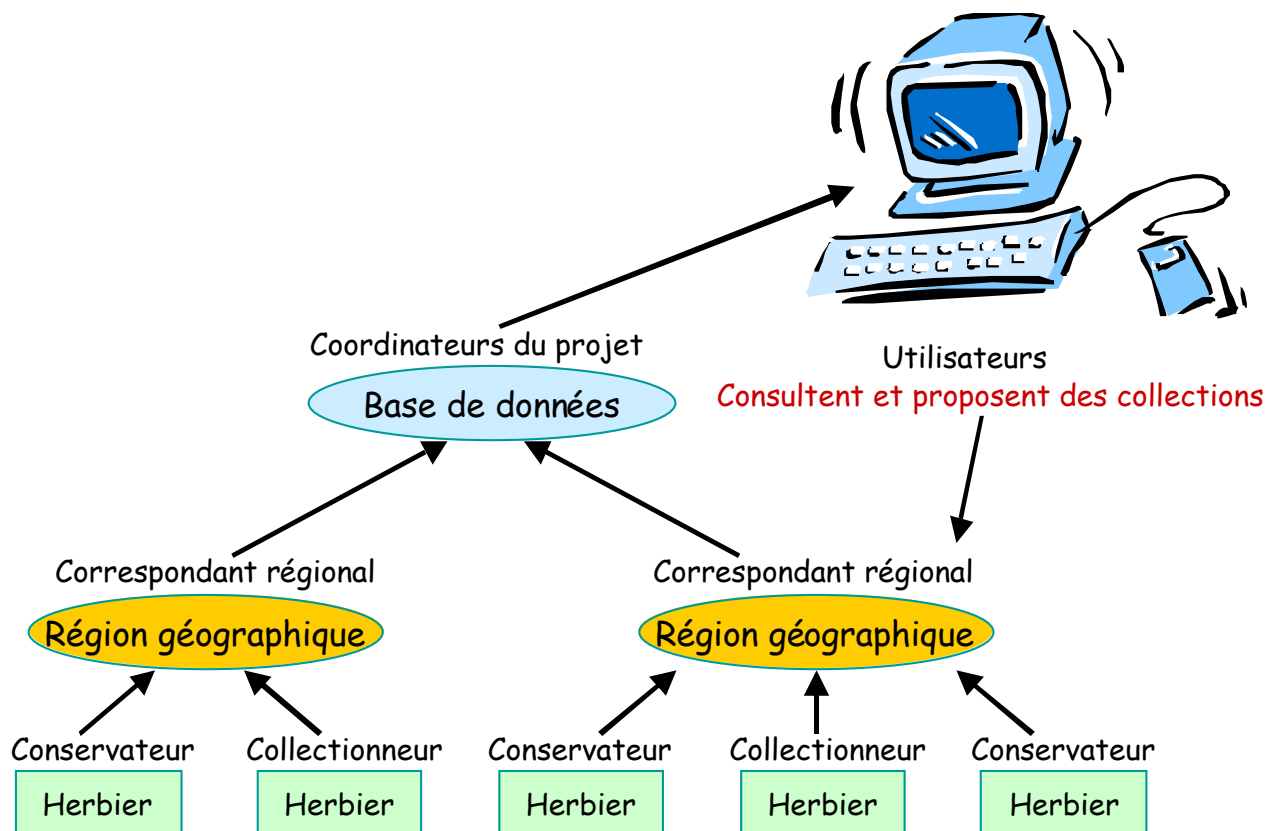 Coordinateurs du projet
Base de données
Utilisateurs
Consultent et proposent des collections
Correspondant régional
Correspondant régional
Région géographique
Région géographique
Conservateur
Collectionneur
Conservateur
Collectionneur
Conservateur
Herbier
Herbier
Herbier
Herbier
Herbier